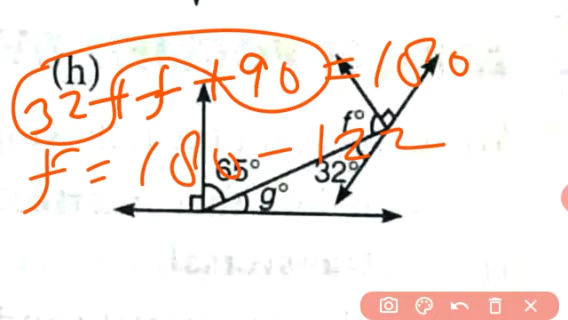 (h)
32 + f + 90 = 180
f°
f = 180 - 122
65°
32°
g°